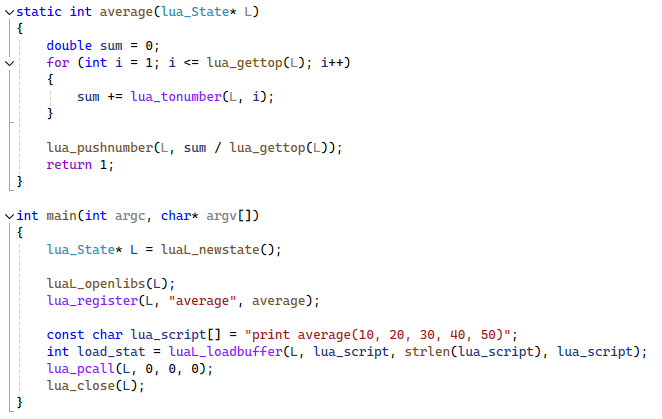 static int average(lua_State* L)
{
    double sum = 0;
    for (int i = 1; i <= lua_gettop(L); i++)
    {
        sum += lua_tonumber(L, i);
    }

    lua_pushnumber(L, sum / lua_gettop(L));
    return 1;
}

int main(int argc, char* argv[])
{
    lua_State* L = luaL_newstate();

    luaL_openlibs(L);
    lua_register(L, "average", average);

    const char lua_script[] = "print average(10, 20, 30, 40, 50)";
    int load_stat = luaL_loadbuffer(L, lua_script, strlen(lua_script), lua_script);
    lua_pcall(L, 0, 0, 0);
    lua_close(L);
}